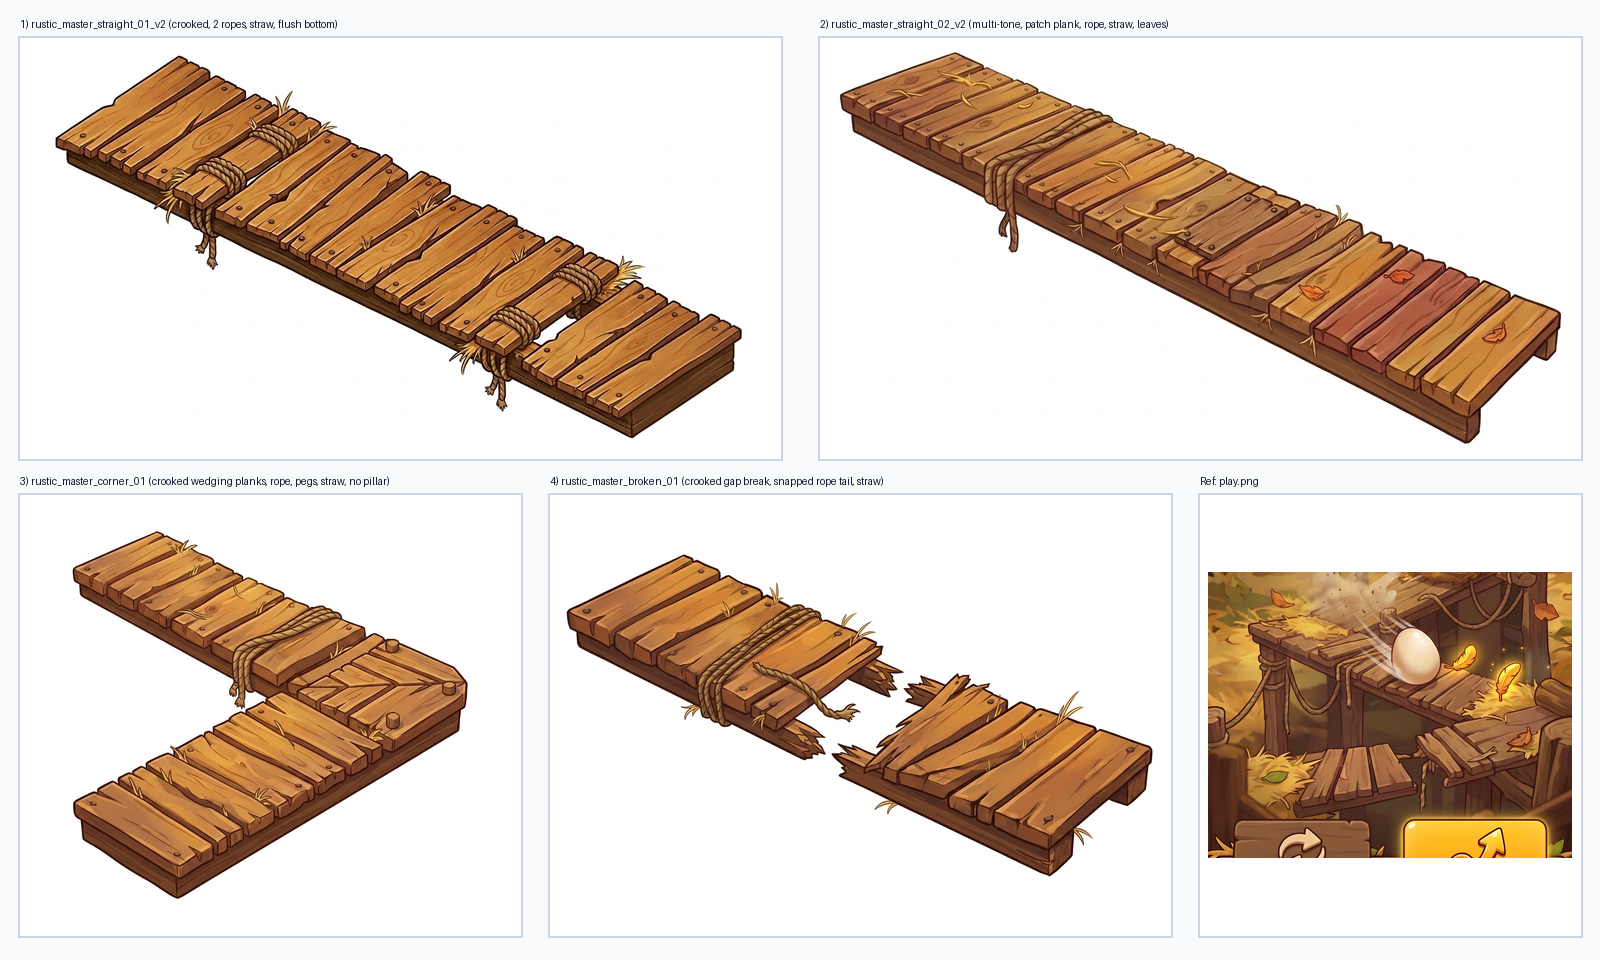 1) rustic_master_straight_01_v2 (crooked, 2 ropes, straw, flush bottom)
2) rustic_master_straight_02_v2 (multi-tone, patch plank, rope, straw, leaves)
3) rustic_master_corner_01 (crooked wedging planks, rope, pegs, straw, no pillar)
4) rustic_master_broken_01 (crooked gap break, snapped rope tail, straw)
Ref: play.png